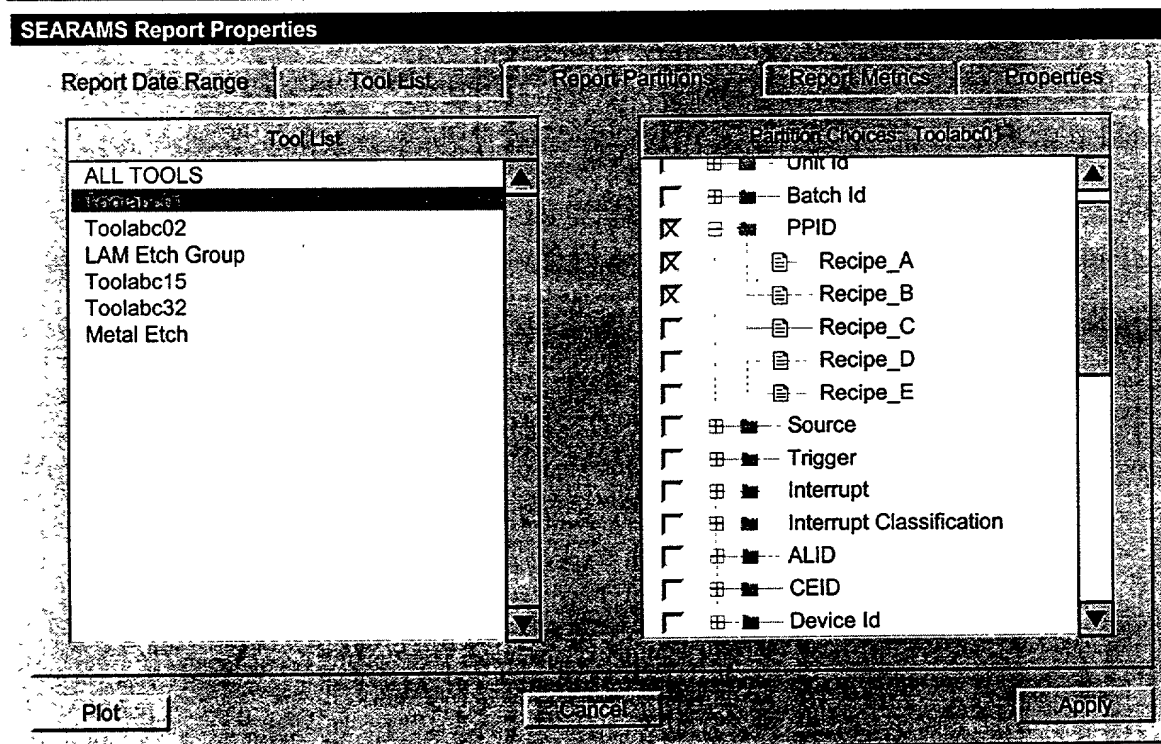 SEARAMS Report Properties
Report Date Range
Tool List
Report Partitions
Report Metrics
Properties
Tool List
ALL TOOLS
Toolabc01
Toolabc02
LAM Etch Group
Toolabc15
Toolabc32
Metal Etch
Partition Choices: Toolabc01
Unit Id
Batch Id
PPID
Recipe_A
Recipe_B
Recipe_C
Recipe_D
Recipe_E
Source
Trigger
Interrupt
Interrupt Classification
ALID
CEID
Device Id
Plot
Cancel
Apply